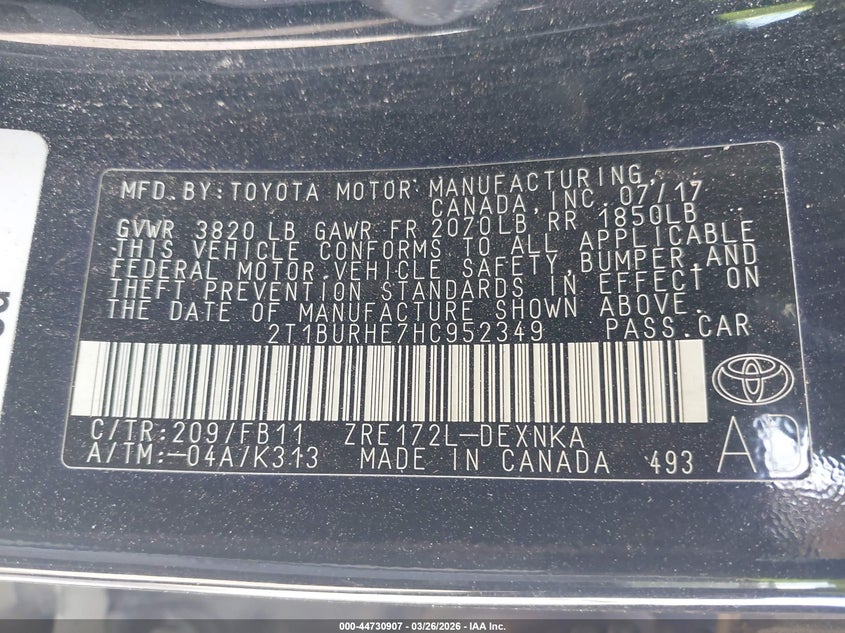 MFD. BY: TOYOTA MOTOR MANUFACTURING,
CANADA, INC. 07/17
GVWR 3820 LB GAWR FR 2070LB RR 1850LB
THIS VEHICLE CONFORMS TO ALL APPLICABLE
FEDERAL MOTOR VEHICLE SAFETY, BUMPER, AND
THEFT PREVENTION STANDARDS IN EFFECT ON
THE DATE OF MANUFACTURE SHOWN ABOVE.
2T1BURHE7HC952349 PASS. CAR
C/TR: 209/FB11 ZRE172L-DEXNKA
A/TM: -04A/K313 MADE IN CANADA 493
AD
000-44730907 | 03/26/2026 - © IAA Inc.